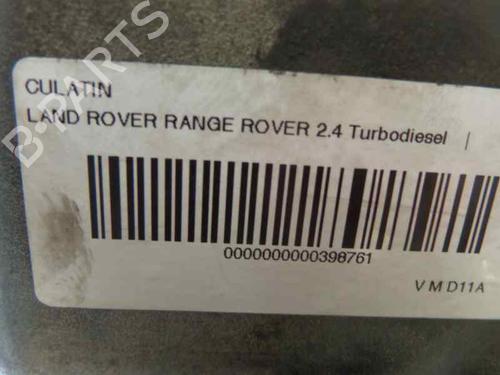 CULATIN
LAND ROVER RANGE ROVER 2.4 Turbodiesel |
0000000000398761
V M D11A
B-PARTS